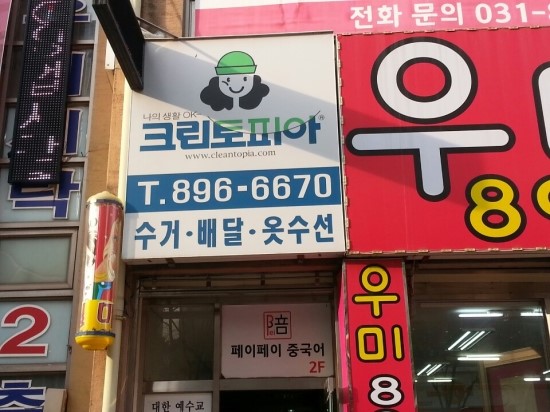 전화 문의 031-8
나의 생활 OK~
크린토피아
www.cleantopia.com
T.896-6670
수거·배달·옷수선
우
8
우
미
8
페이페이 중국어
2F
대한 예수교
2